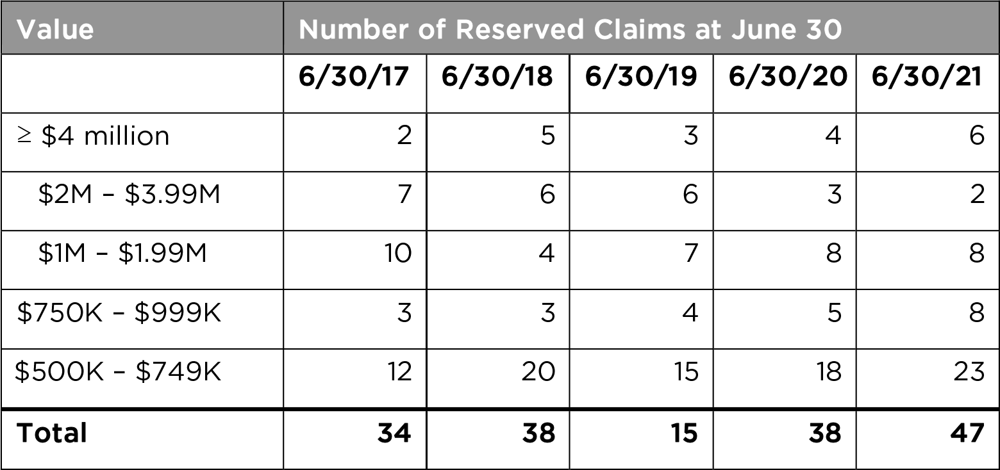 Value Number of Reserved Claims at June 30
6/30/17 6/30/18 6/30/19 6/30/20 6/30/21
≥ $4 million 2 5 3 4 6
$2M – $3.99M 7 6 6 3 2
$1M – $1.99M 10 4 7 8 8
$750K – $999K 3 3 4 5 8
$500K – $749K 12 20 15 18 23
Total 34 38 15 38 47